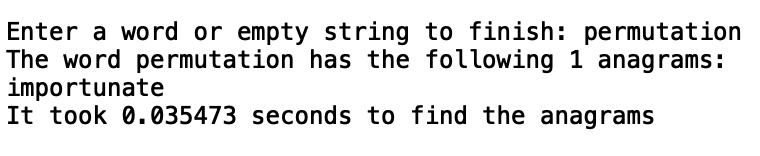 Enter a word or empty string to finish: permutation
The word permutation has the following 1 anagrams:
importunate
It took 0.035473 seconds to find the anagrams